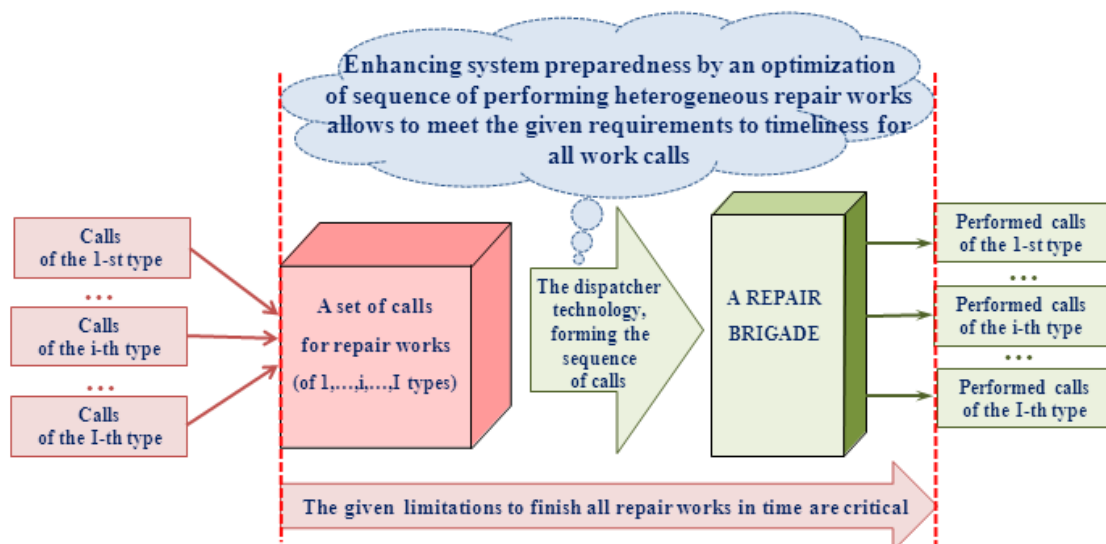 Enhancing system preparedness by an optimization
of sequence of performing heterogeneous repair works
allows to meet the given requirements to timeliness for
all work calls
Calls
of the 1-st type
...
Calls
of the i-th type
...
Calls
of the I-th type
A set of calls
for repair works
(of 1,...,i,...,I types)
The dispatcher
technology,
forming the
sequence
of calls
A REPAIR
BRIGADE
Performed calls
of the 1-st type
...
Performed calls
of the i-th type
...
Performed calls
of the I-th type
The given limitations to finish all repair works in time are critical